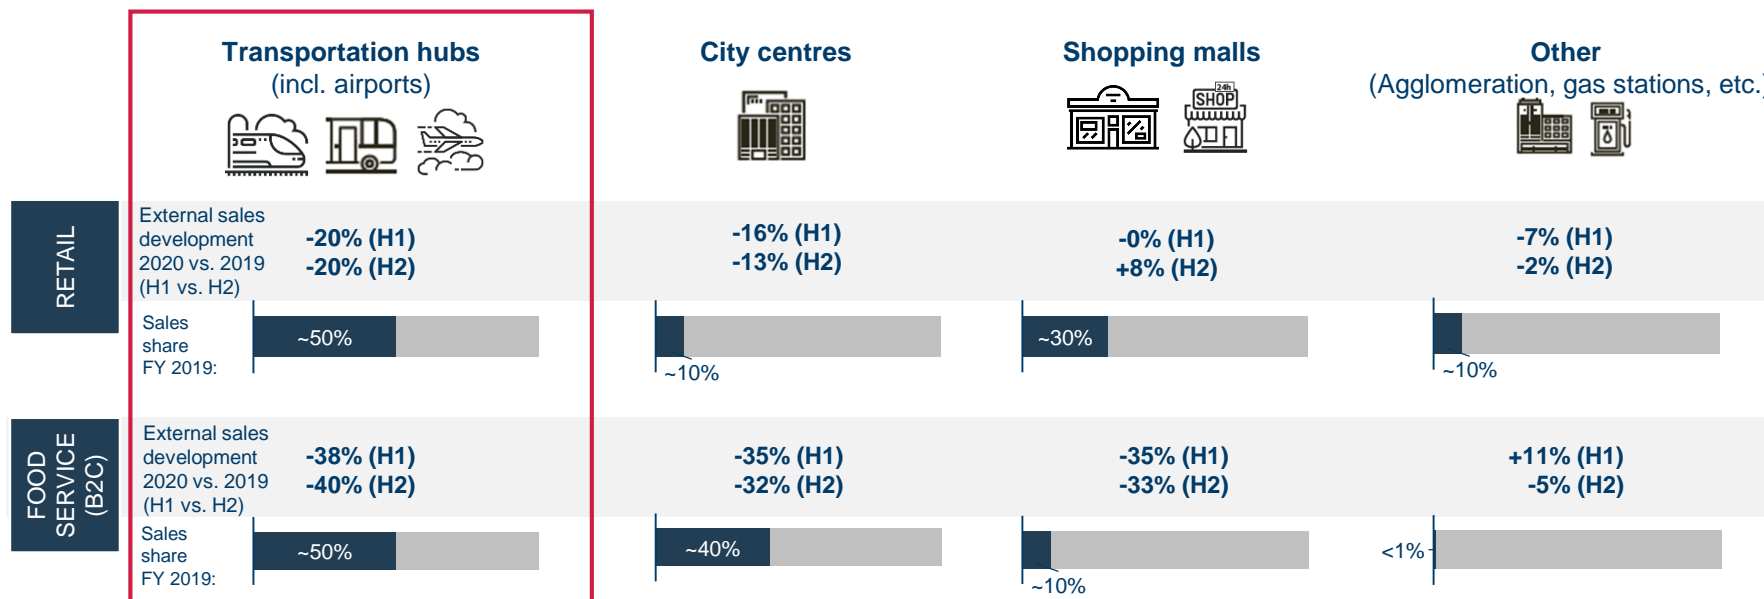 Transportation hubs
(incl. airports)
City centres
Shopping malls
Other
(Agglomeration, gas stations, etc.)
24h
SHOP
RETAIL
External sales
development
2020 vs. 2019
(H1 vs. H2)
-20% (H1)
-20% (H2)
-16% (H1)
-13% (H2)
-0% (H1)
+8% (H2)
-7% (H1)
-2% (H2)
Sales
share
FY 2019:
~50%
~10%
~30%
~10%
FOOD
SERVICE
(B2C)
External sales
development
2020 vs. 2019
(H1 vs. H2)
-38% (H1)
-40% (H2)
-35% (H1)
-32% (H2)
-35% (H1)
-33% (H2)
+11% (H1)
-5% (H2)
Sales
share
FY 2019:
~50%
~40%
~10%
<1%